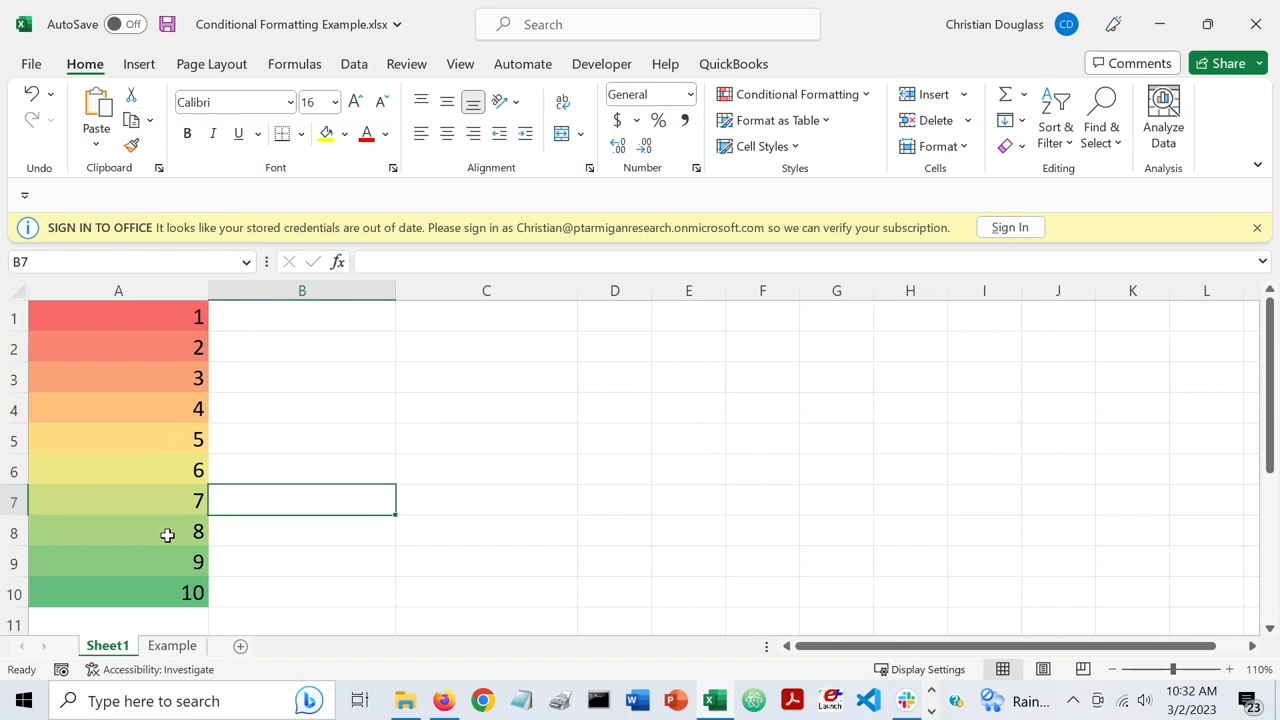 AutoSave Off Conditional Formatting Example.xlsx Search Christian Douglass CD
File Home Insert Page Layout Formulas Data Review View Automate Developer Help QuickBooks Comments Share
Calibri 16 General Conditional Formatting Insert
Paste $ % Format as Table Delete Sort & Filter Find & Select Analyze Data
B I U Cell Styles Format
Undo Clipboard Font Alignment Number Styles Cells Editing Analysis
SIGN IN TO OFFICE It looks like your stored credentials are out of date. Please sign in as Christian@ptarmiganresearch.onmicrosoft.com so we can verify your subscription. Sign In
B7 fx
A B C D E F G H I J K L
1 1
2 2
3 3
4 4
5 5
6 6
7 7
8 8
9 9
10 10
11
Sheet1 Example
Ready Accessibility: Investigate Display Settings 110%
Type here to search Rain... 10:32 AM
3/2/2023 23